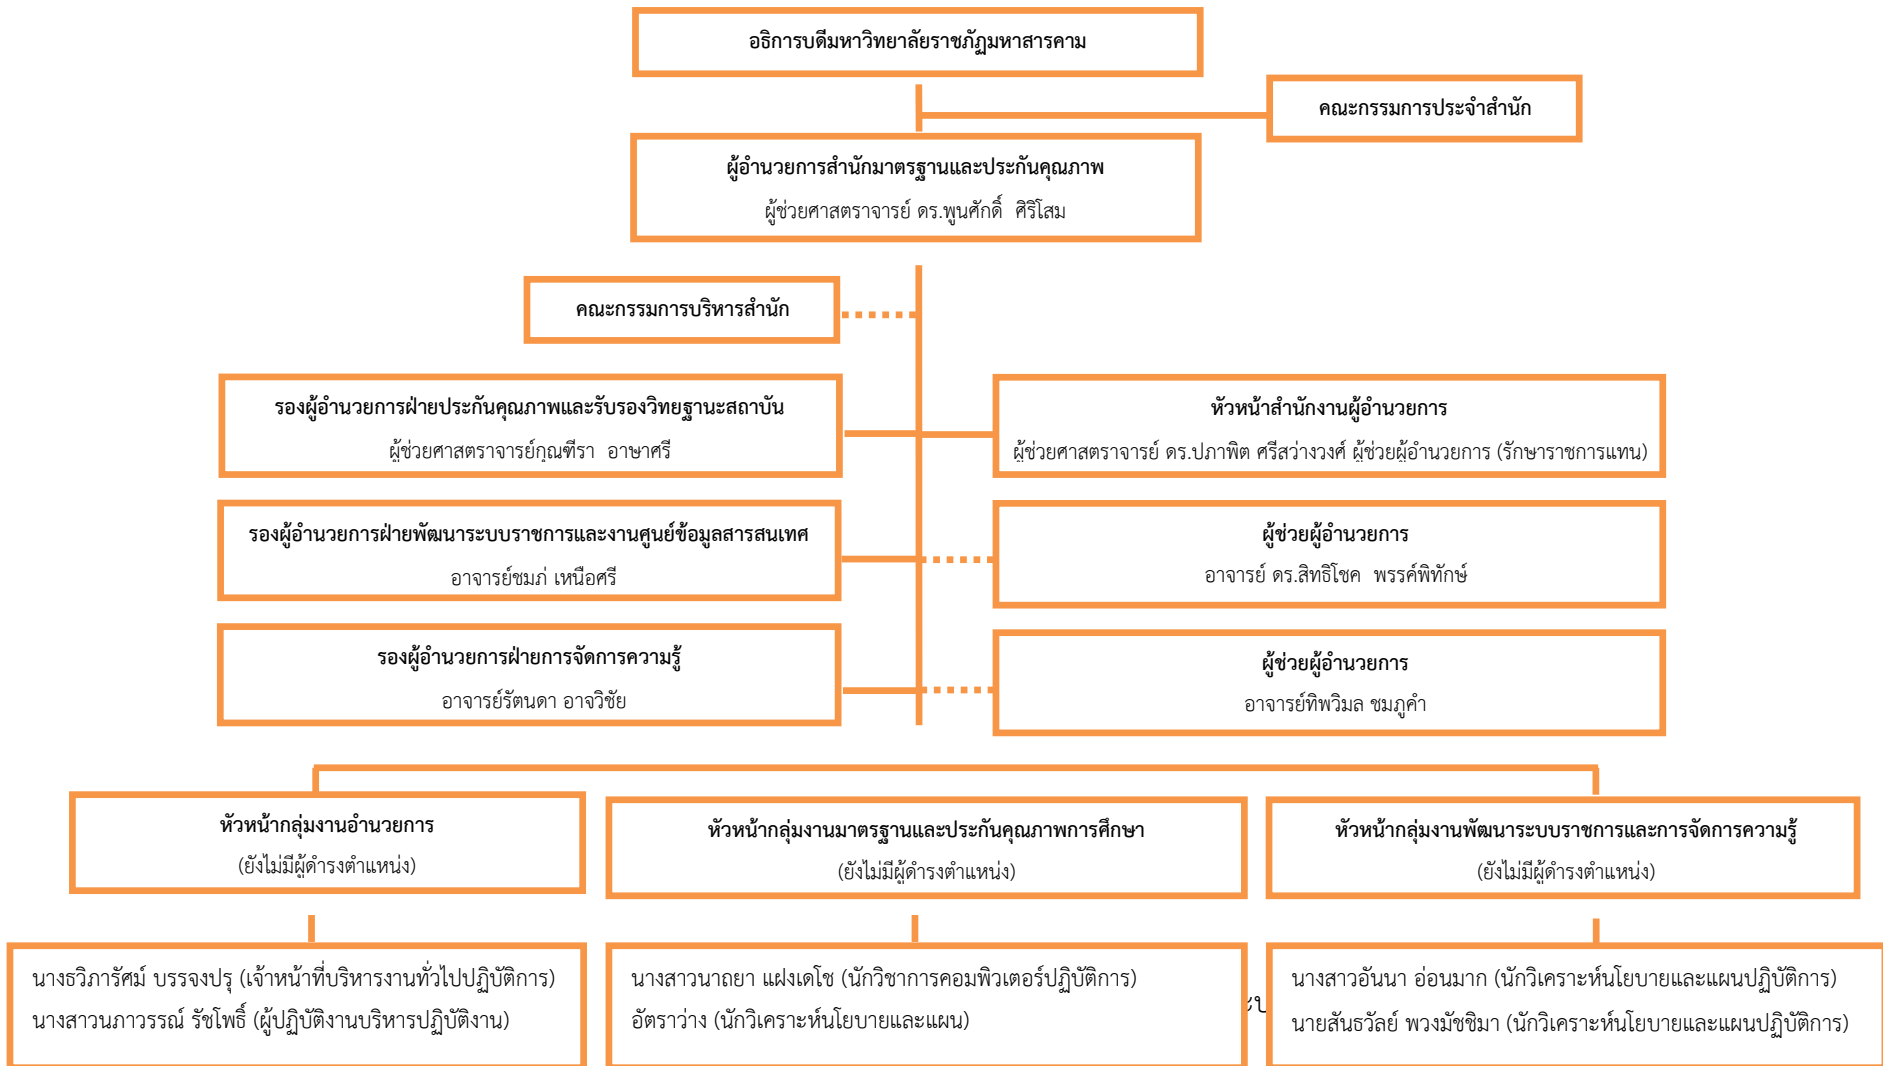 อธิการบดีมหาวิทยาลัยราชภัฏมหาสารคาม
คณะกรรมการประจำสำนัก
ผู้อำนวยการสำนักมาตรฐานและประกันคุณภาพ
ผู้ช่วยศาสตราจารย์ ดร.พูนศักดิ์ ศิริโสม
คณะกรรมการบริหารสำนัก
รองผู้อำนวยการฝ่ายประกันคุณภาพและรับรองวิทยฐานะสถาบัน
ผู้ช่วยศาสตราจารย์กุณฑีรา อาษาศรี
หัวหน้าสำนักงานผู้อำนวยการ
ผู้ช่วยศาสตราจารย์ ดร.ปภาพิต ศรีสว่างวงศ์ ผู้ช่วยผู้อำนวยการ (รักษาราชการแทน)
รองผู้อำนวยการฝ่ายพัฒนาระบบราชการและงานศูนย์ข้อมูลสารสนเทศ
อาจารย์ชมภ่ เหนือศรี
ผู้ช่วยผู้อำนวยการ
อาจารย์ ดร.สิทธิโชค พรรค์พิทักษ์
รองผู้อำนวยการฝ่ายการจัดการความรู้
อาจารย์รัตนดา อาจวิชัย
ผู้ช่วยผู้อำนวยการ
อาจารย์ทิพวิมล ชมภูคำ
หัวหน้ากลุ่มงานอำนวยการ
(ยังไม่มีผู้ดำรงตำแหน่ง)
หัวหน้ากลุ่มงานมาตรฐานและประกันคุณภาพการศึกษา
(ยังไม่มีผู้ดำรงตำแหน่ง)
หัวหน้ากลุ่มงานพัฒนาระบบราชการและการจัดการความรู้
(ยังไม่มีผู้ดำรงตำแหน่ง)
นางธวิภารัศม์ บรรจงปรุ (เจ้าหน้าที่บริหารงานทั่วไปปฏิบัติการ)
นางสาวนภาวรรณ์ รัชโพธิ์ (ผู้ปฏิบัติงานบริหารปฏิบัติงาน)
นางสาวนาถยา แฝงเดโช (นักวิชาการคอมพิวเตอร์ปฏิบัติการ)
อัตราว่าง (นักวิเคราะห์นโยบายและแผน)
นางสาวอันนา อ่อนมาก (นักวิเคราะห์นโยบายและแผนปฏิบัติการ)
นายสันธวัลย์ พวงมัชชิมา (นักวิเคราะห์นโยบายและแผนปฏิบัติการ)